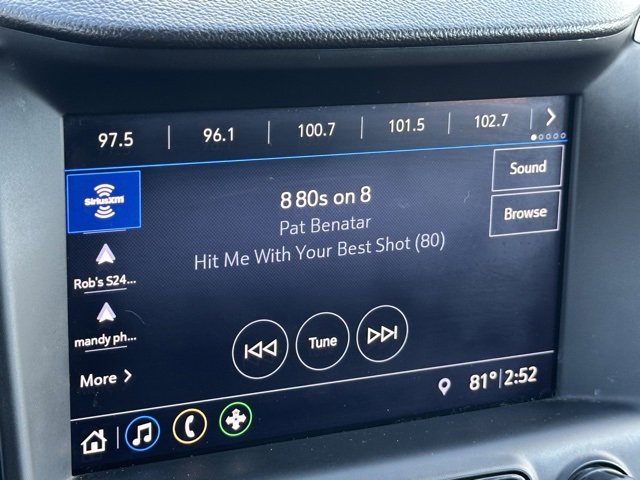 97.5 96.1 100.7 101.5 102.7
SiriusXM
8 80s on 8
Pat Benatar
Hit Me With Your Best Shot (80)
Sound
Browse
Rob's S24...
mandy ph...
More
Tune
81° 2:52